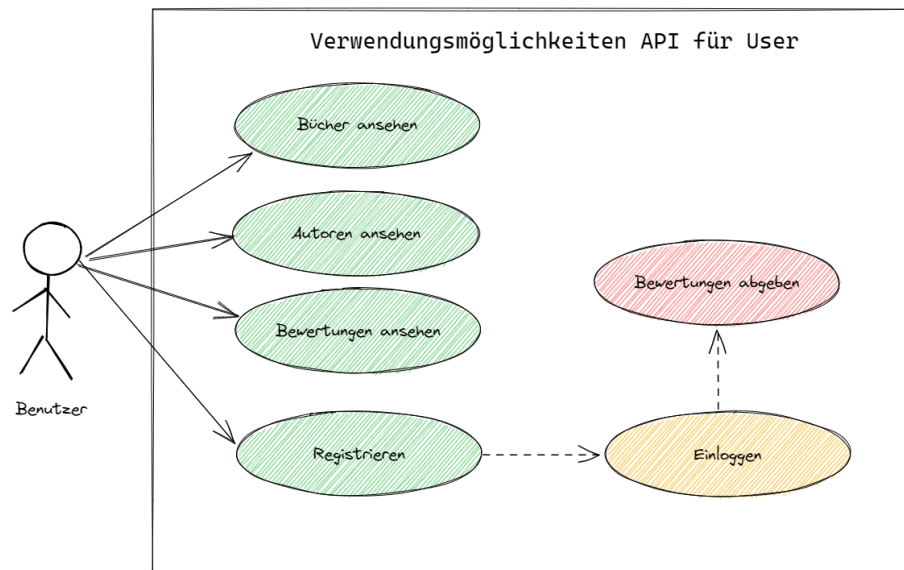 Verwendungsmöglichkeiten API für User
Bücher ansehen
Autoren ansehen
Bewertungen abgeben
Bewertungen ansehen
Benutzer
Registrieren
Einloggen